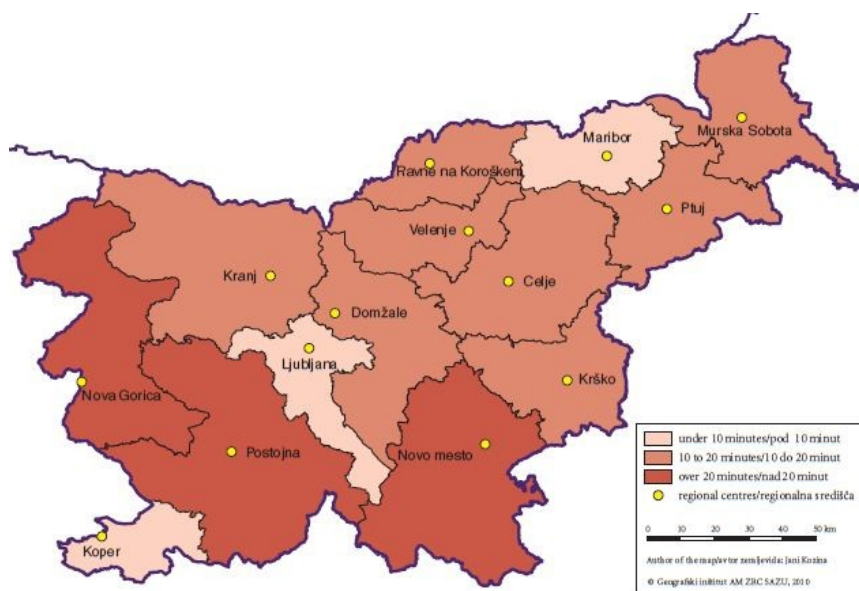 Murska Sobota
Maribor
Ravne na Koroškem
Ptuj
Velenje
Kranj
Celje
Domžale
Ljubljana
Krško
Nova Gorica
Postojna
Novo mesto
Koper
under 10 minutes/pod 10 minut
10 to 20 minutes/10 do 20 minut
over 20 minutes/nad 20 minut
regional centres/regionalna središča
0 10 20 30 40 50 km
Author of the map/avtor zemljevida: Jani Kozina
© Geografski inštitut AM ZRC SAZU, 2010